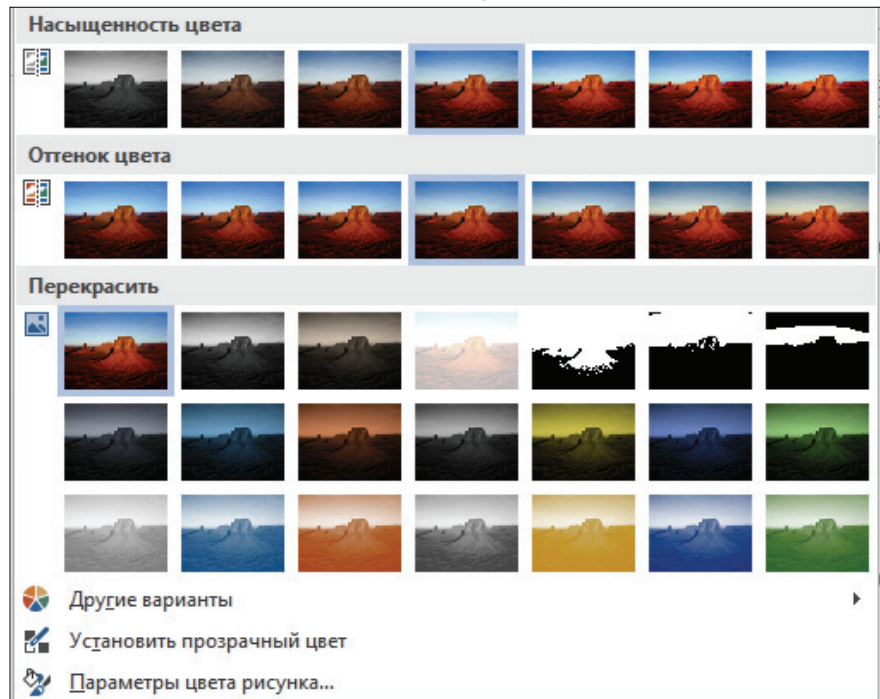 Насыщенность цвета
Оттенок цвета
Перекрасить
Другие варианты
Установить прозрачный цвет
Параметры цвета рисунка...